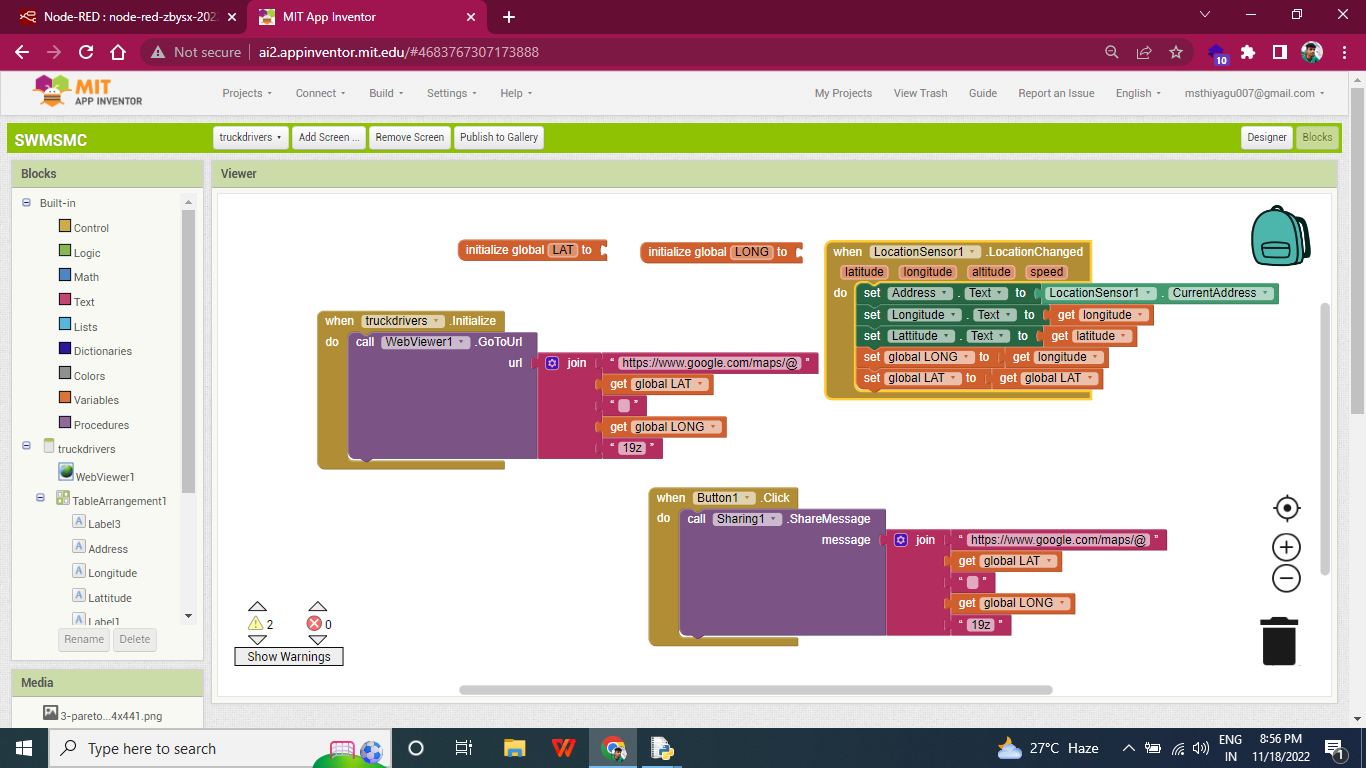 Node-RED : node-red-zbysx-202
MIT App Inventor
Not secure
ai2.appinventor.mit.edu/#4683767307173888
10
MIT
APP INVENTOR
Projects
Connect
Build
Settings
Help
My Projects
View Trash
Guide
Report an Issue
English
msthiyagu007@gmail.com
SWMSMC
truckdrivers
Add Screen ...
Remove Screen
Publish to Gallery
Designer
Blocks
Blocks
Built-in
Control
Logic
Math
Text
Lists
Dictionaries
Colors
Variables
Procedures
truckdrivers
WebViewer1
TableArrangement1
A Label3
A Address
A Longitude
A Lattitude
A Label1
Rename
Delete
Media
3-pareto...4x441.png
Viewer
initialize global LAT to
initialize global LONG to
when LocationSensor1 .LocationChanged
latitude longitude altitude speed
do set Address . Text to LocationSensor1 . CurrentAddress
set Longitude . Text to get longitude
set Lattitude . Text to get latitude
set global LONG to get longitude
set global LAT to get global LAT
when truckdrivers .Initialize
do call WebViewer1 .GoToUrl
url join " https://www.google.com/maps/@ "
get global LAT
" "
get global LONG
" 19z "
when Button1 .Click
do call Sharing1 .ShareMessage
message join " https://www.google.com/maps/@ "
get global LAT
" "
get global LONG
" 19z "
2
0
Show Warnings
Type here to search
27°C Haze
ENG
IN
8:56 PM
11/18/2022
1